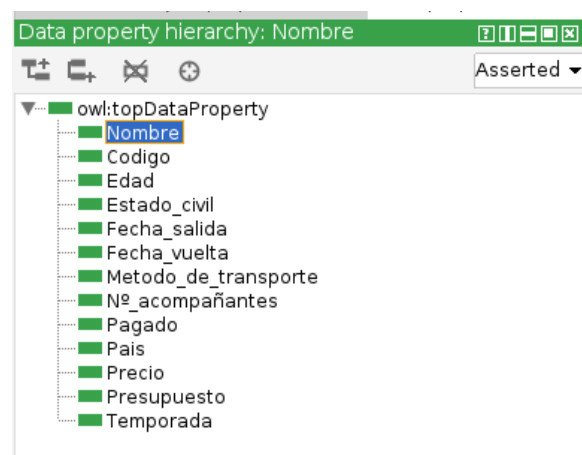 Data property hierarchy: Nombre
Asserted
owl:topDataProperty
Nombre
Codigo
Edad
Estado_civil
Fecha_salida
Fecha_vuelta
Metodo_de_transporte
Nº_acompañantes
Pagado
Pais
Precio
Presupuesto
Temporada